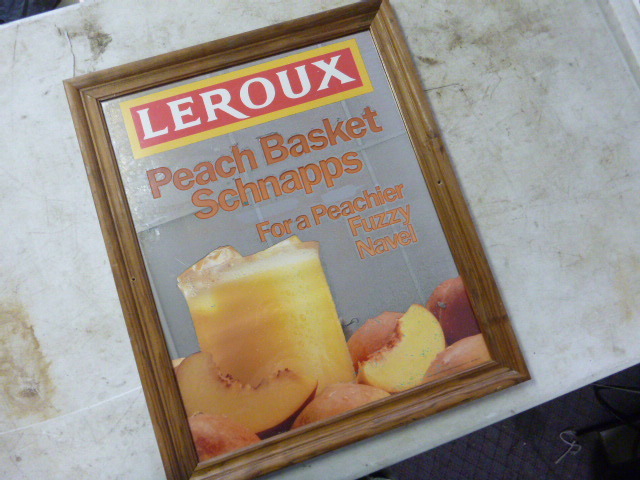 LEROUX
Peach Basket
Schnapps
For a Peachier
Fuzzy
Navel